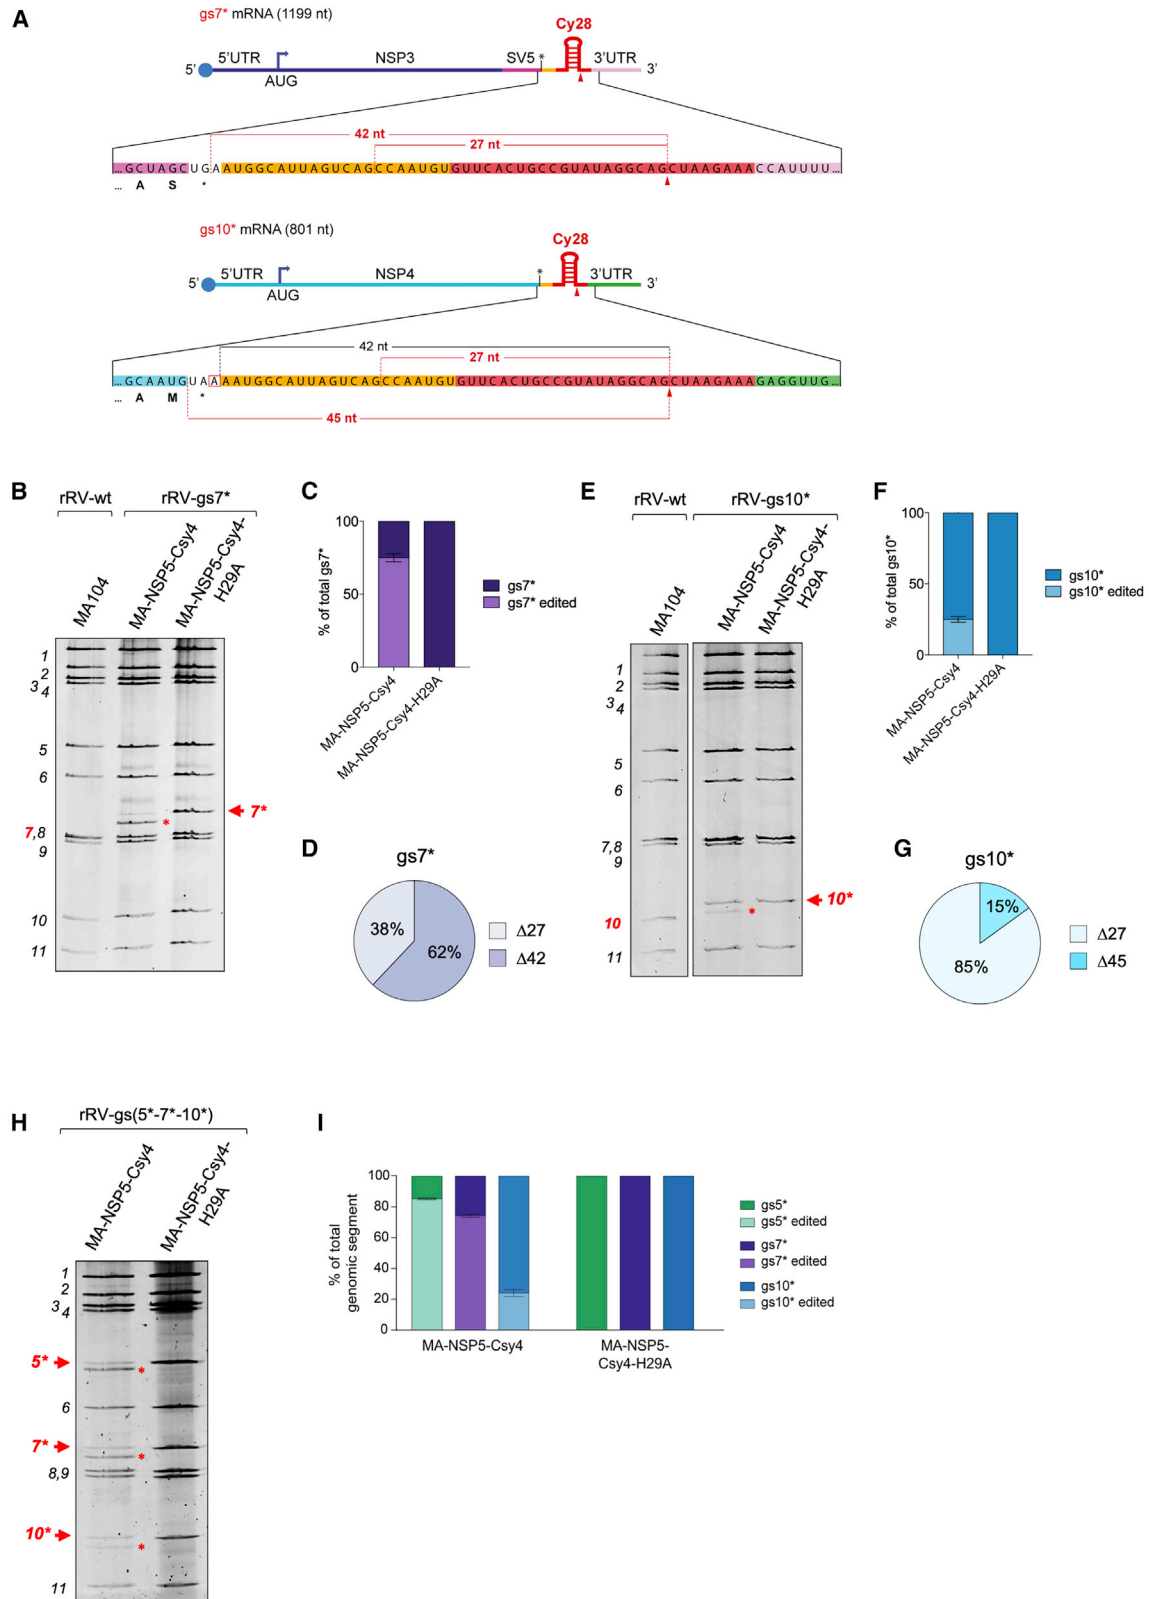 A
gs7* mRNA (1199 nt)
Cy28
5' 5'UTR NSP3 SV5 * 3'UTR 3'
AUG
42 nt
27 nt
...GCUAGCUGAAUGGCAUUAGUCAGCCAAUGUGUUCACUGCCGUAUAGGCAGCUAAGAAACCAUUUU...
... A S *
gs10* mRNA (801 nt)
Cy28
5' 5'UTR NSP4 * 3'UTR 3'
AUG
42 nt
27 nt
...GCAAUGUAAAAUGGCAUUAGUCAGCCAAUGUGUUCACUGCCGUAUAGGCAGCUAAGAAAGAGGUUG...
... A M *
45 nt
B
rRV-wt rRV-gs7*
MA104
MA-NSP5-Csy4
MA-NSP5-Csy4-
H29A
1
2
3 4
5
6
7,8
9
10
11
*
7*
C
% of total gs7*
100
50
0
MA-NSP5-Csy4
MA-NSP5-Csy4-H29A
gs7*
gs7* edited
D
gs7*
38%
62%
Δ27
Δ42
E
rRV-wt rRV-gs10*
MA104
MA-NSP5-Csy4
MA-NSP5-Csy4-
H29A
1
2
3 4
5
6
7,8
9
10
11
*
10*
F
% of total gs10*
100
50
0
MA-NSP5-Csy4
MA-NSP5-Csy4-H29A
gs10*
gs10* edited
G
gs10*
15%
85%
Δ27
Δ45
H
rRV-gs(5*-7*-10*)
MA-NSP5-Csy4
MA-NSP5-Csy4-
H29A
1
2
3 4
5*
*
6
7*
*
8,9
10*
*
11
I
% of total
genomic segment
100
80
60
40
20
0
MA-NSP5-Csy4
MA-NSP5-
Csy4-H29A
gs5*
gs5* edited
gs7*
gs7* edited
gs10*
gs10* edited